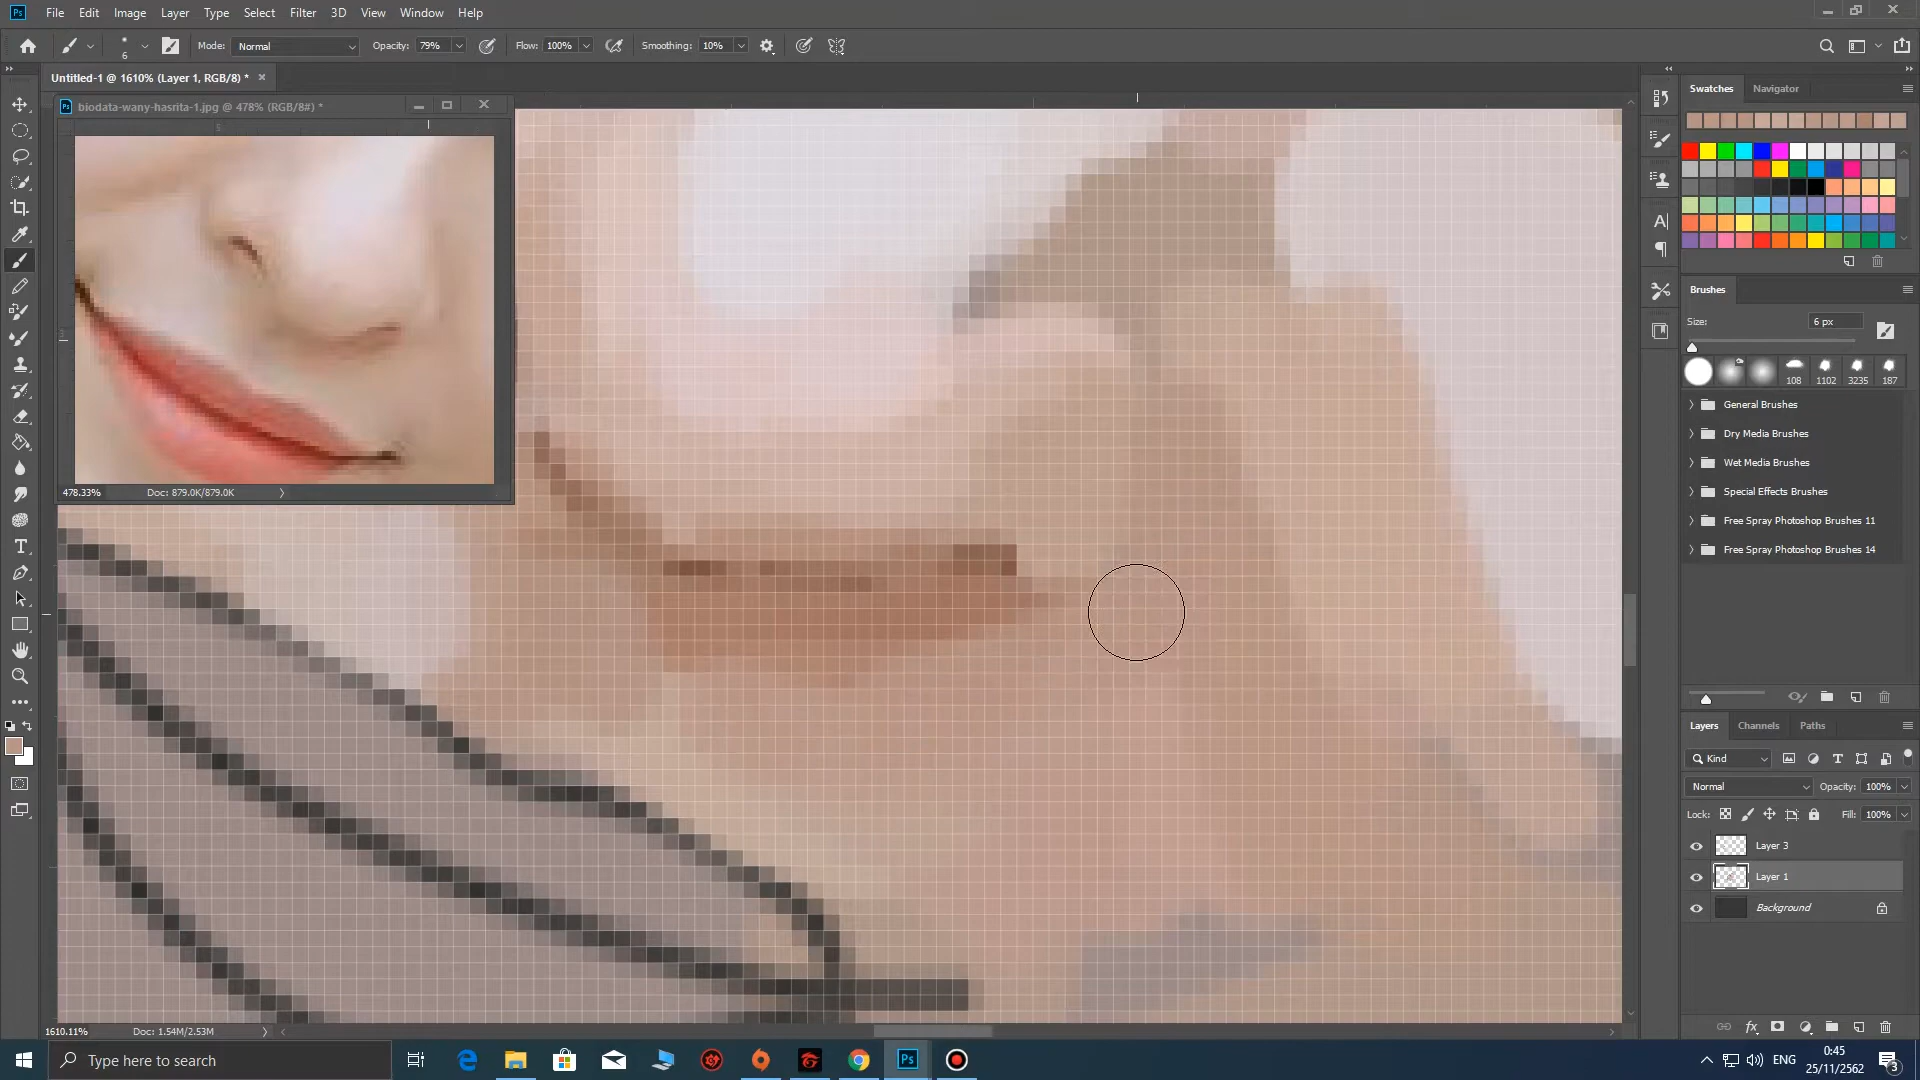 Ps File Edit Image Layer Type Select Filter 3D View Window Help
6 Mode: Normal Opacity: 79% Flow: 100% Smoothing: 10%
Untitled-1 @ 1610% (Layer 1, RGB/8) *
Ps biodata-wany-hasrita-1.jpg @ 478% (RGB/8#) *
478.33% Doc: 879.0K/879.0K
1610.11% Doc: 1.54M/2.53M
Swatches Navigator
Brushes
Size: 6 px
108 1102 3235 187
General Brushes
Dry Media Brushes
Wet Media Brushes
Special Effects Brushes
Free Spray Photoshop Brushes 11
Free Spray Photoshop Brushes 14
Layers Channels Paths
Kind
Normal Opacity: 100%
Lock: Fill: 100%
Layer 3
Layer 1
Background
Type here to search
Ps
ENG
0:45
25/11/2562
3